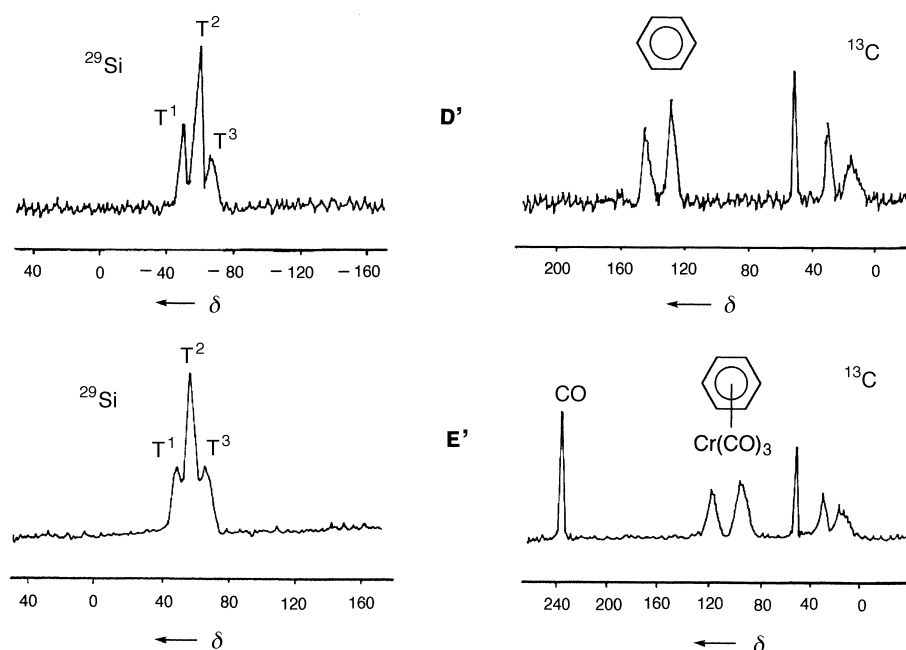 ²⁹Si
T²
T¹
T³
40 0 − 40 − 80 − 120 − 160
← δ
D’
¹³C
200 160 120 80 40 0
← δ
²⁹Si
T²
T¹
T³
40 0 40 80 120 160
← δ
E’
CO
Cr(CO)₃
¹³C
240 200 160 120 80 40 0
← δ